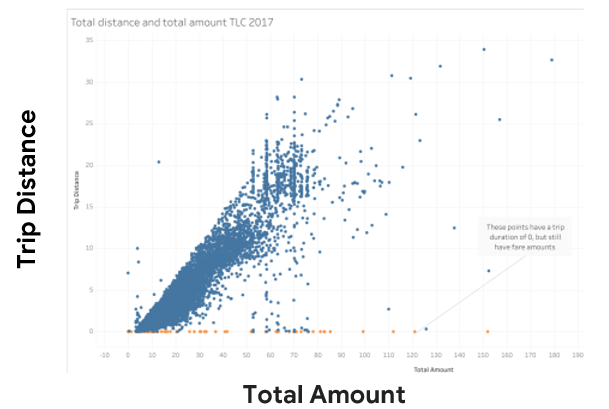 Total distance and total amount TLC 2017
35
30
25
20
15
10
5
0
Trip Distance
Trip Distance
These points have a trip
duration of 0, but still
have fare amounts
-10 0 10 20 30 40 50 60 70 80 90 100 110 120 130 140 150 160 170 180 190
Total Amount
Total Amount